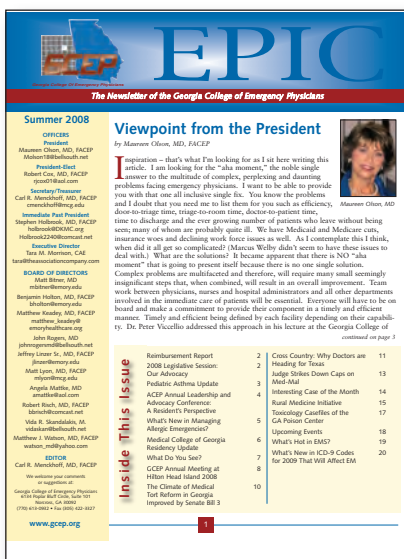 GCEP
Georgia College of Emergency Physicians
EPIC
The Newsletter of the Georgia College of Emergency Physicians
Summer 2008
OFFICERS
President
Maureen Olson, MD, FACEP
Molson18@bellsouth.net
President-Elect
Robert Cox, MD, FACEP
rjcox01@aol.com
Secretary/Treasurer
Carl R. Menckhoff, MD, FACEP
cmenckhoff@mcg.edu
Immediate Past President
Stephen Holbrook, MD, FACEP
holbrook@DKMC.org
Holbrook2240@comcast.net
Executive Director
Tara M. Morrison, CAE
tara@theassociationcompany.com
BOARD OF DIRECTORS
Matt Bitner, MD
mbitner@emory.edu
Benjamin Holton, MD, FACEP
bholton@emory.edu
Matthew Keadey, MD, FACEP
matthew_keadey@
emoryhealthcare.org
John Rogers, MD
johnrogersmd@bellsouth.net
Jeffrey Linzer Sr., MD, FACEP
jlinzer@emory.edu
Matt Lyon, MD, FACEP
mlyon@mcg.edu
Angela Mattke, MD
amattke@aol.com
Robert Risch, MD, FACEP
bbrisch@comcast.net
Vida R. Skandalakis, M.
vidaskan@bellsouth.net
Matthew J. Watson, MD, FACEP
watson_md@yahoo.com
EDITOR
Carl R. Menckhoff, MD, FACEP
We welcome your comments
or suggestions at:
Georgia College of Emergency Physicians
6134 Poplar Bluff Circle, Suite 101
Norcross, GA 30092
(770) 613-0932 • Fax (305) 422-3327
www.gcep.org
Viewpoint from the President
by Maureen Olson, MD, FACEP
Inspiration – that's what I'm looking for as I sit here writing this
article. I am looking for the "aha moment," the noble single
answer to the multitude of complex, perplexing and daunting
problems facing emergency physicians. I want to be able to provide
you with that one all inclusive single fix. You know the problems
and I doubt that you need me to list them for you such as efficiency,
door-to-triage time, triage-to-room time, doctor-to-patient time,
time to discharge and the ever growing number of patients who leave without being
seen; many of whom are probably quite ill. We have Medicaid and Medicare cuts,
insurance woes and declining work force issues as well. As I contemplate this I think,
when did it all get so complicated? (Marcus Welby didn't seem to have these issues to
deal with.) What are the solutions? It became apparent that there is NO "aha
moment" that is going to present itself because there is no one single solution.
Complex problems are multifaceted and therefore, will require many small seemingly
insignificant steps that, when combined, will result in an overall improvement. Team
work between physicians, nurses and hospital administrators and all other departments
involved in the immediate care of patients will be essential. Everyone will have to be on
board and make a commitment to provide their component in a timely and efficient
manner. Timely and efficient being defined by each facility depending on their capabili-
ty. Dr. Peter Viccellio addressed this approach in his lecture at the Georgia College of
continued on page 3
Maureen Olson, MD
Inside This Issue
Reimbursement Report 2
2008 Legislative Session: 2
Our Advocacy
Pediatric Asthma Update 3
ACEP Annual Leadership and 4
Advocacy Conference:
A Resident's Perspective
What's New in Managing 5
Allergic Emergencies?
Medical College of Georgia 6
Residency Update
What Do You See? 7
GCEP Annual Meeting at 8
Hilton Head Island 2008
The Climate of Medical 10
Tort Reform in Georgia
Improved by Senate Bill 3
Cross Country: Why Doctors are 11
Heading for Texas
Judge Strikes Down Caps on 13
Med-Mal
Interesting Case of the Month 14
Rural Medicine Initiative 15
Toxicology Casefiles of the 17
GA Poison Center
Upcoming Events 18
What's Hot in EMS? 19
What's New in ICD-9 Codes 20
for 2009 That Will Affect EM
1